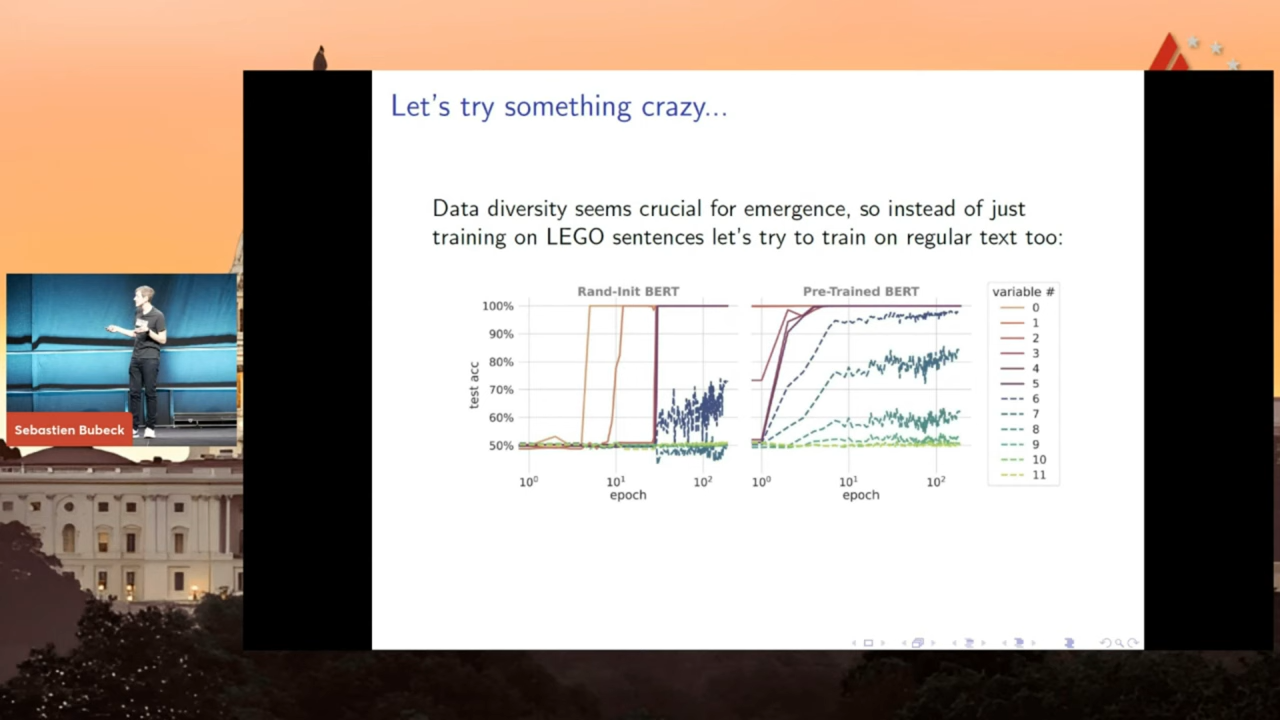 Let's try something crazy...
Data diversity seems crucial for emergence, so instead of just
training on LEGO sentences let's try to train on regular text too:
Rand-Init BERT
Pre-Trained BERT
variable #
100%
90%
80%
70%
60%
50%
test acc
10⁰
10¹
10²
epoch
10⁰
10¹
10²
epoch
0
1
2
3
4
5
6
7
8
9
10
11
Sebastien Bubeck